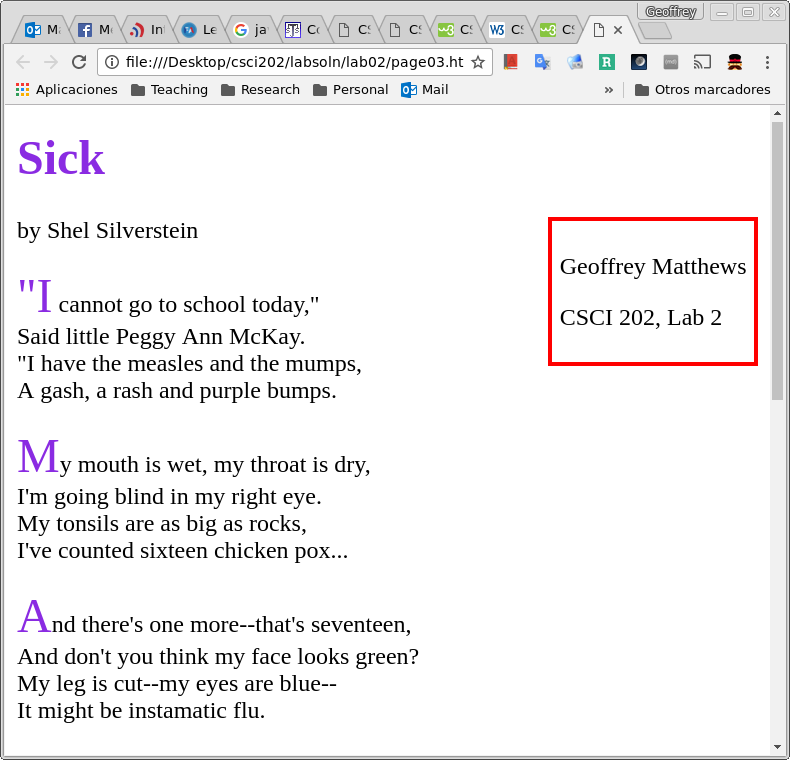 Geoffrey
Ma
Le
G ja
Co
CS
CS
w3 CS
W3 CS
w3 CS
file:///Desktop/csci202/labsoln/lab02/page03.ht
Aplicaciones Teaching Research Personal Mail » Otros marcadores
Sick
by Shel Silverstein
Geoffrey Matthews
CSCI 202, Lab 2
"I cannot go to school today,"
Said little Peggy Ann McKay.
"I have the measles and the mumps,
A gash, a rash and purple bumps.
My mouth is wet, my throat is dry,
I'm going blind in my right eye.
My tonsils are as big as rocks,
I've counted sixteen chicken pox...
And there's one more--that's seventeen,
And don't you think my face looks green?
My leg is cut--my eyes are blue--
It might be instamatic flu.